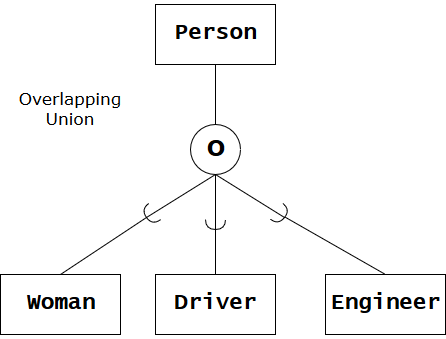 Person
Overlapping
Union
O
Woman
Driver
Engineer